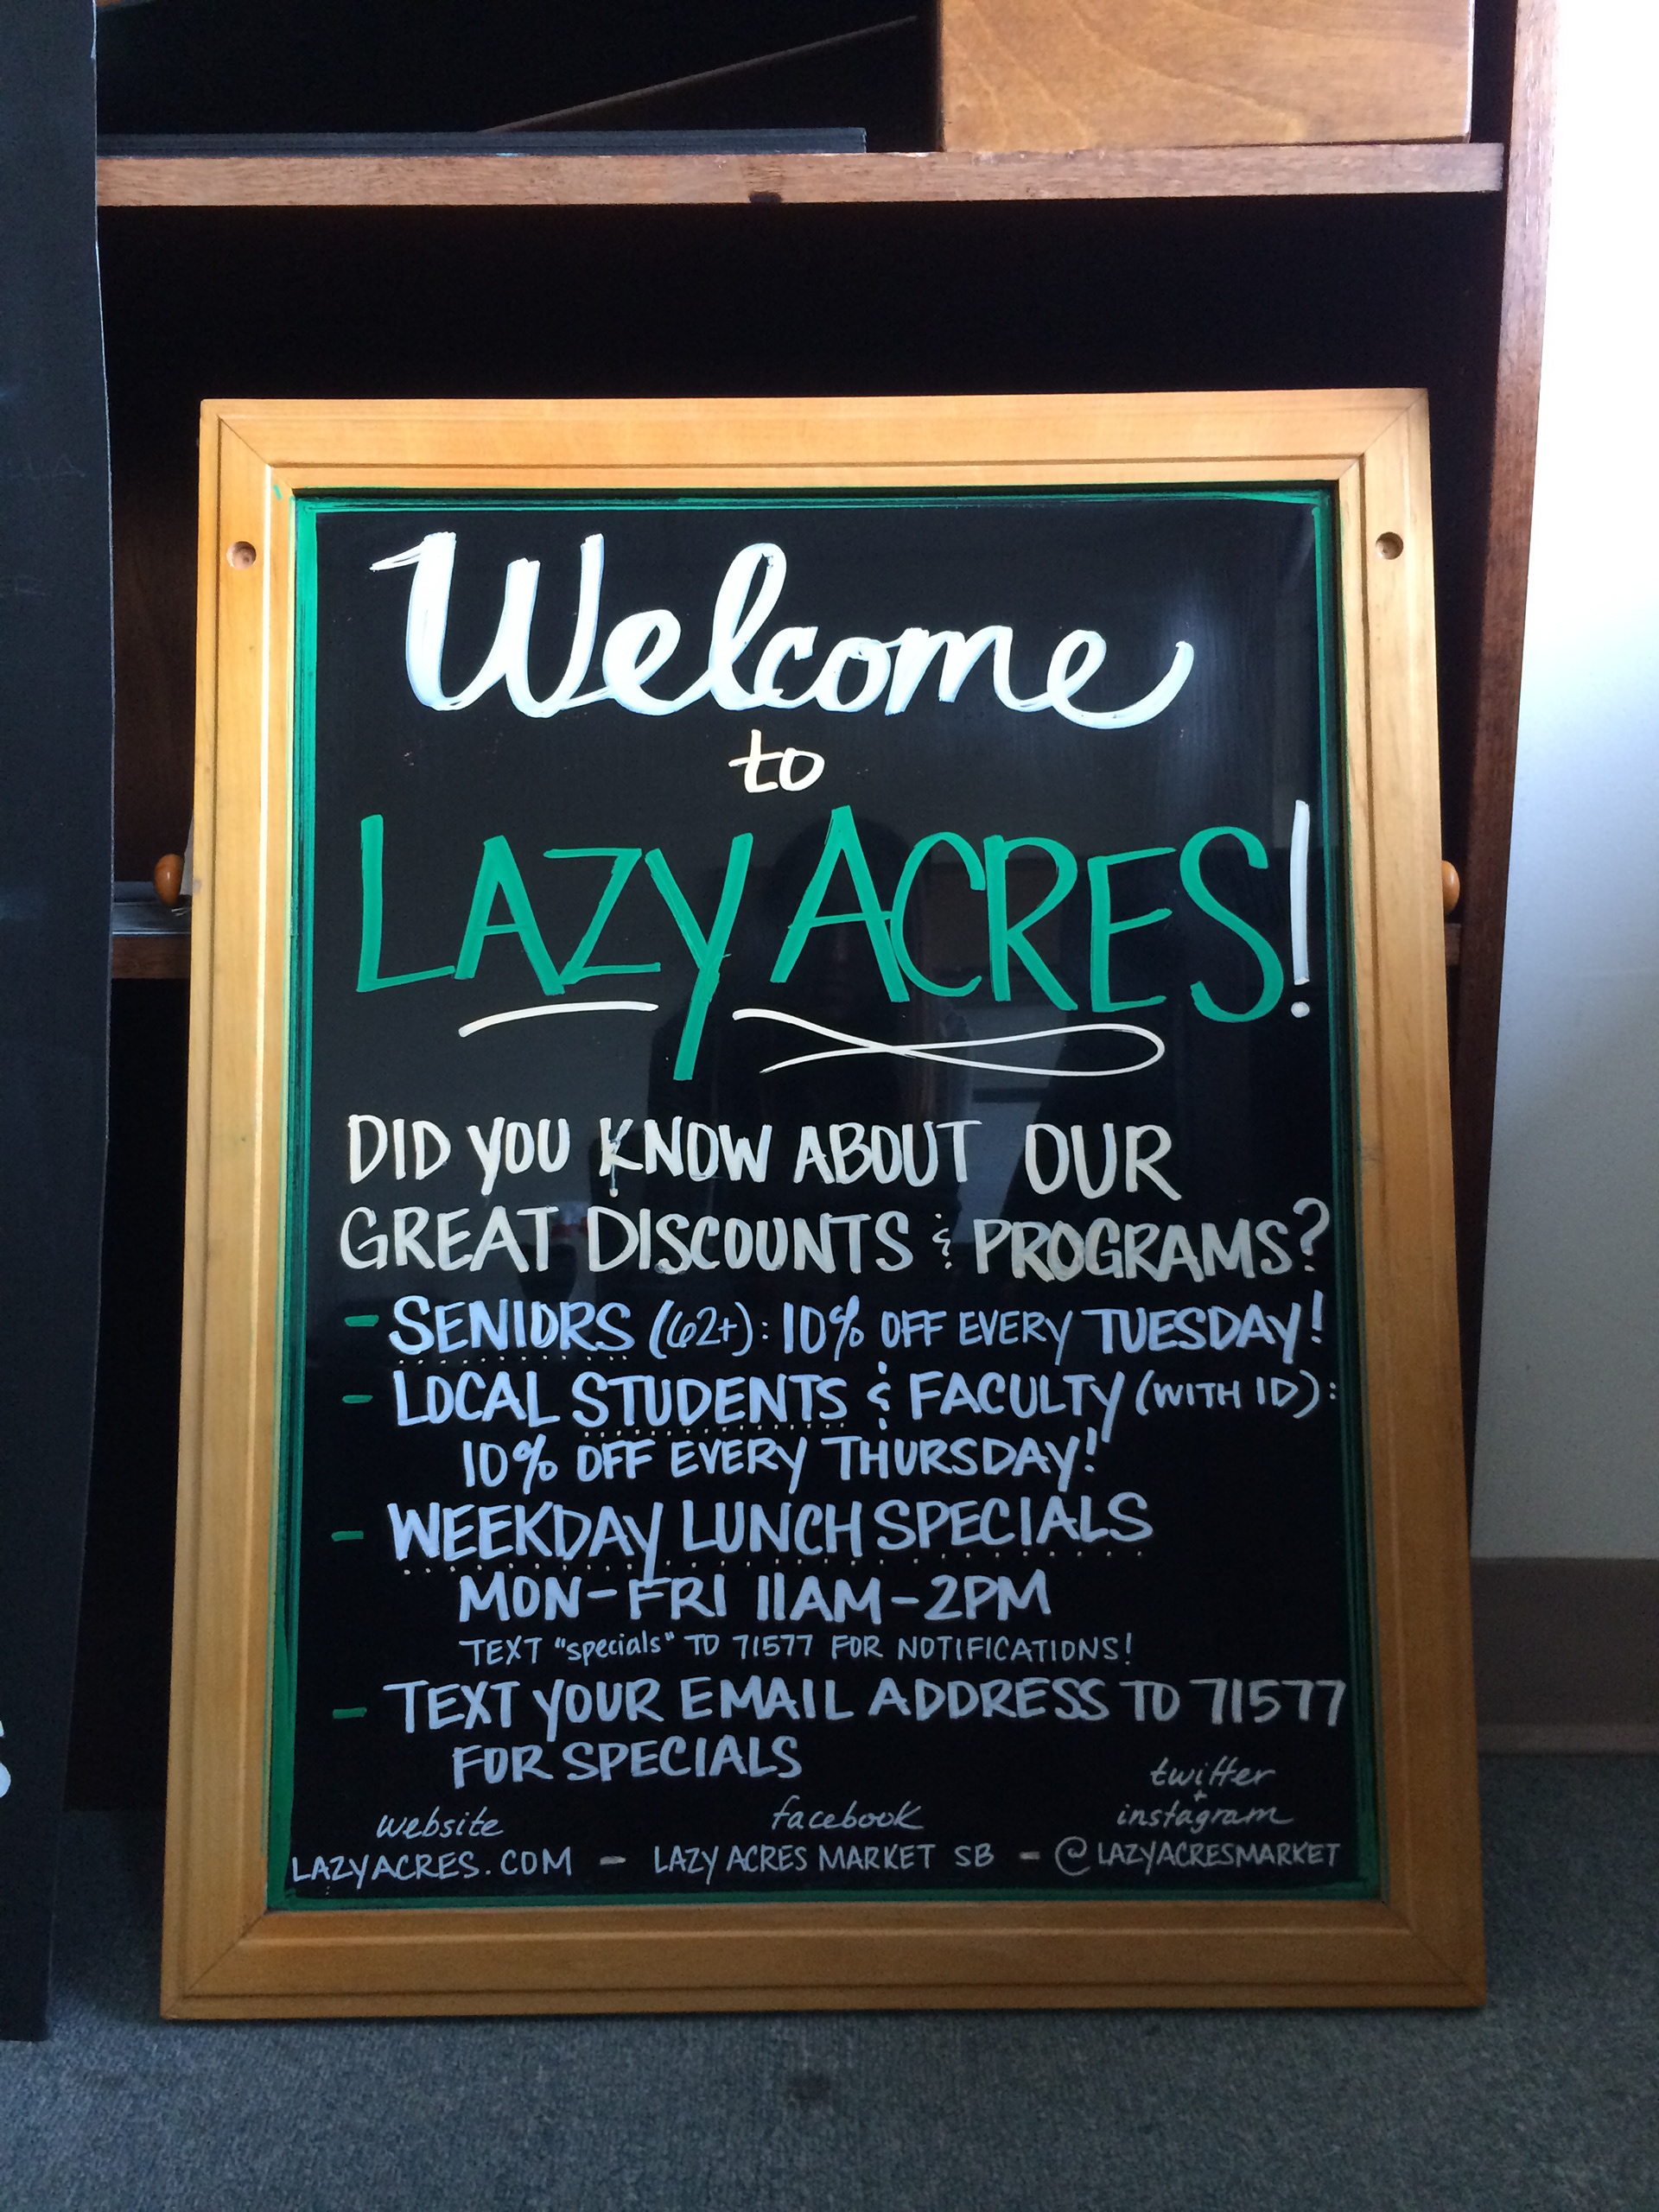 Welcome
to
LAZY ACRES!
DID YOU KNOW ABOUT OUR
GREAT DISCOUNTS & PROGRAMS?
- SENIORS (62+): 10% OFF EVERY TUESDAY!
- LOCAL STUDENTS & FACULTY (WITH ID):
10% OFF EVERY THURSDAY!
- WEEKDAY LUNCH SPECIALS
MON-FRI 11AM-2PM
TEXT "specials" TO 71577 FOR NOTIFICATIONS!
- TEXT YOUR EMAIL ADDRESS TO 71577
FOR SPECIALS
website
LAZYACRES.COM -
facebook
LAZY ACRES MARKET SB -
twitter
+
instagram
@LAZYACRESMARKET